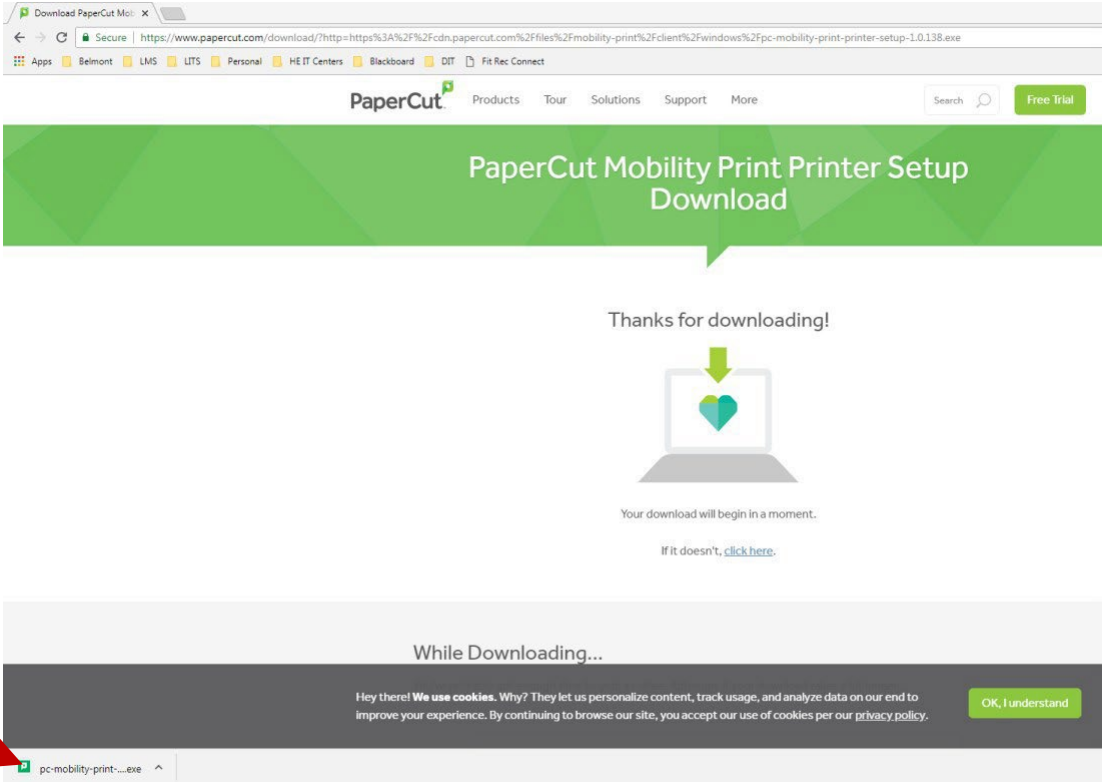 Download PaperCut Mob
Secure | https://www.papercut.com/download/?http=https%3A%2F%2Fcdn.papercut.com%2Ffiles%2Fmobility-print%2Fclient%2Fwindows%2Fpc-mobility-print-printer-setup-1.0.138.exe
Apps Belmont LMS LITS Personal HE IT Centers Blackboard DIT Fit Rec Connect
PaperCut Products Tour Solutions Support More Search Free Trial
PaperCut Mobility Print Printer Setup
Download
Thanks for downloading!
Your download will begin in a moment.
If it doesn't, click here.
While Downloading...
Hey there! We use cookies. Why? They let us personalize content, track usage, and analyze data on our end to
improve your experience. By continuing to browse our site, you accept our use of cookies per our privacy policy.
OK, I understand
pc-mobility-print-....exe